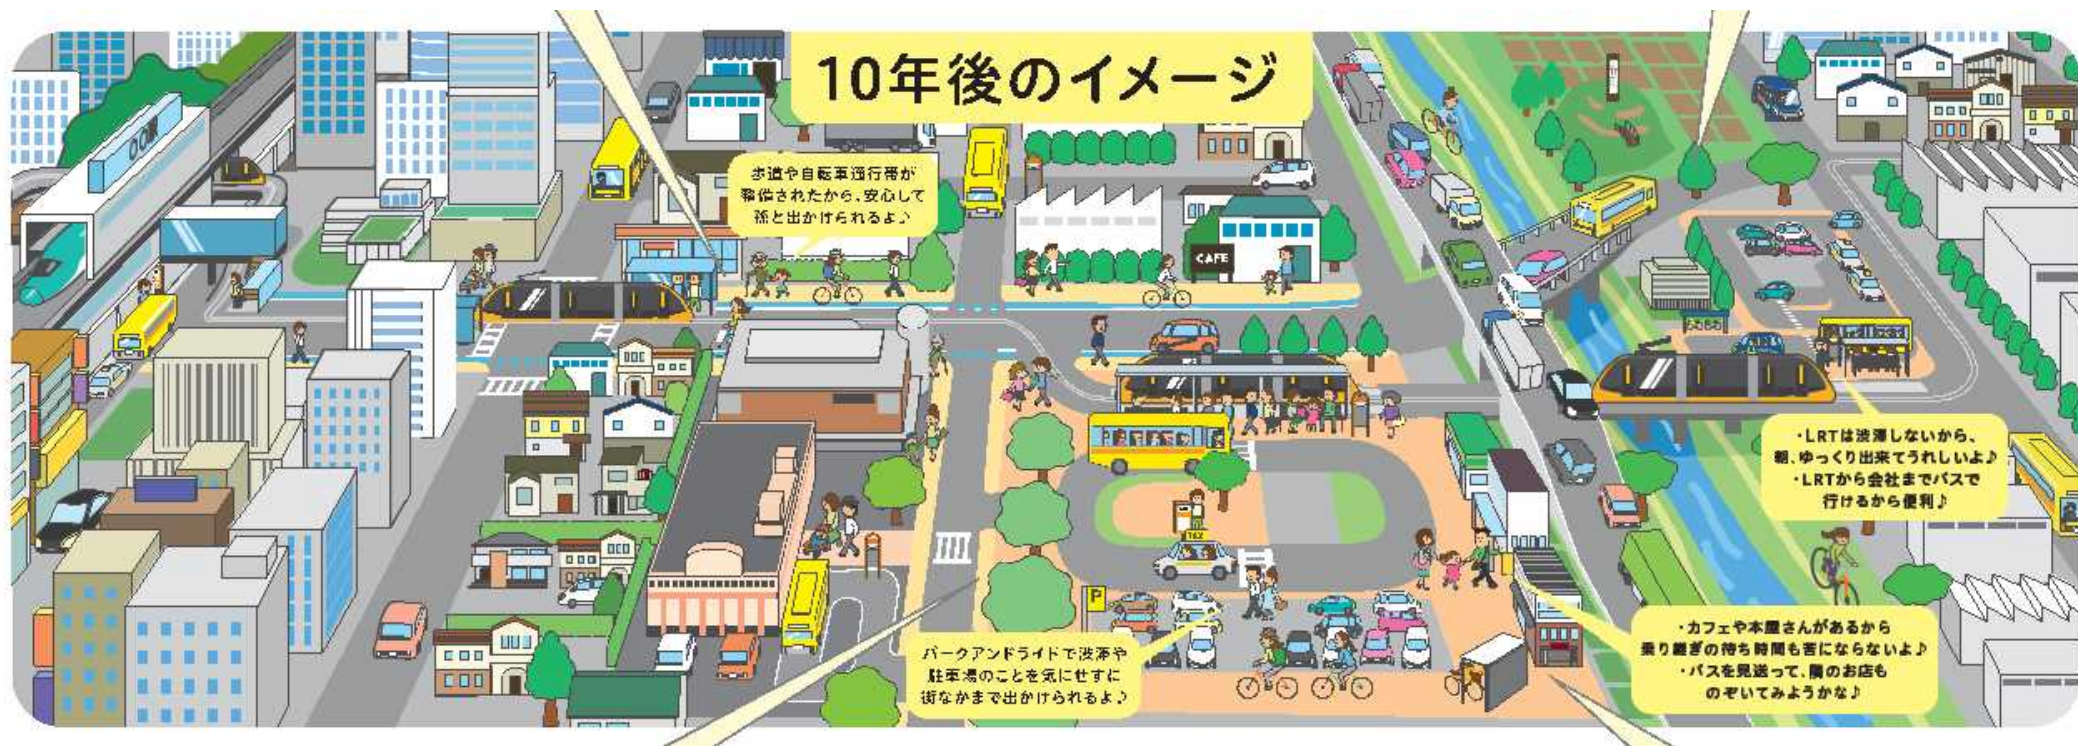 10年後のイメージ
歩道や自転車通行帯が
整備されたから、安心して
孫と出かけられるよ♪
CAFE
・LRTは渋滞しないから、
朝、ゆっくり出来てうれしいよ♪
・LRTから会社までバスで
行けるから便利♪
TAXI
P
パークアンドライドで渋滞や
駐車場のことを気にせずに
街なかまで出かけられるよ♪
・カフェや本屋さんがあるから
乗り継ぎの待ち時間も苦にならないよ♪
・バスを見送って、隣のお店も
のぞいてみようかな♪